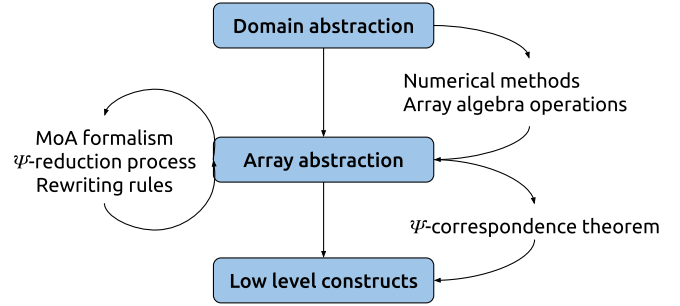 Domain abstraction
Numerical methods
Array algebra operations
MoA formalism
Ψ-reduction process
Rewriting rules
Array abstraction
Ψ-correspondence theorem
Low level constructs